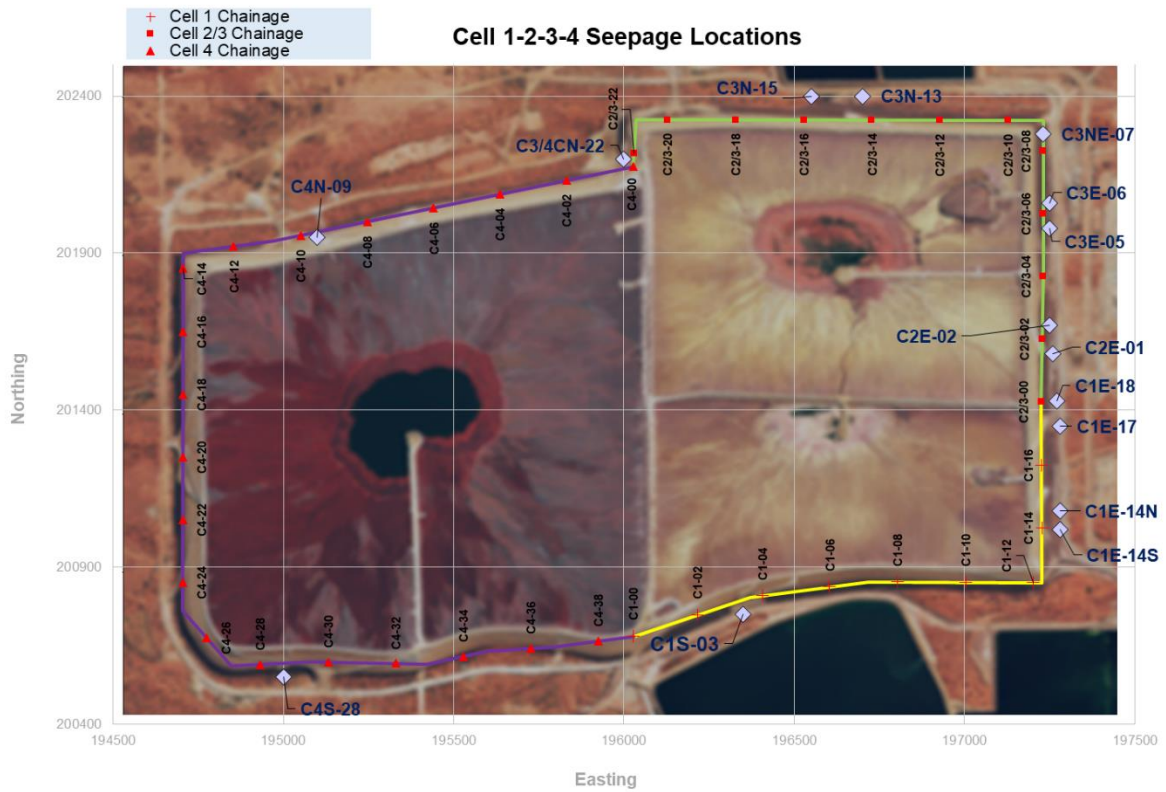 Cell 1 Chainage
Cell 2/3 Chainage
Cell 4 Chainage
Cell 1-2-3-4 Seepage Locations
202400
201900
201400
200900
200400
Northing
194500
195000
195500
196000
196500
197000
197500
Easting
C3N-15
C3N-13
C2/3-22
C3/4CN-22
C2/3-20
C2/3-18
C2/3-16
C2/3-14
C2/3-12
C2/3-10
C2/3-08
C3NE-07
C4N-09
C4-00
C4-02
C4-04
C4-06
C4-08
C4-10
C4-12
C4-14
C4-16
C4-18
C4-20
C4-22
C4-24
C4-26
C4-28
C4-30
C4-32
C4-34
C4-36
C4-38
C2/3-06
C3E-06
C3E-05
C2/3-04
C2E-02
C2/3-02
C2E-01
C2/3-00
C1E-18
C1E-17
C1-16
C1E-14N
C1-14
C1E-14S
C1-00
C1-02
C1-04
C1-06
C1-08
C1-10
C1-12
C1S-03
C4S-28